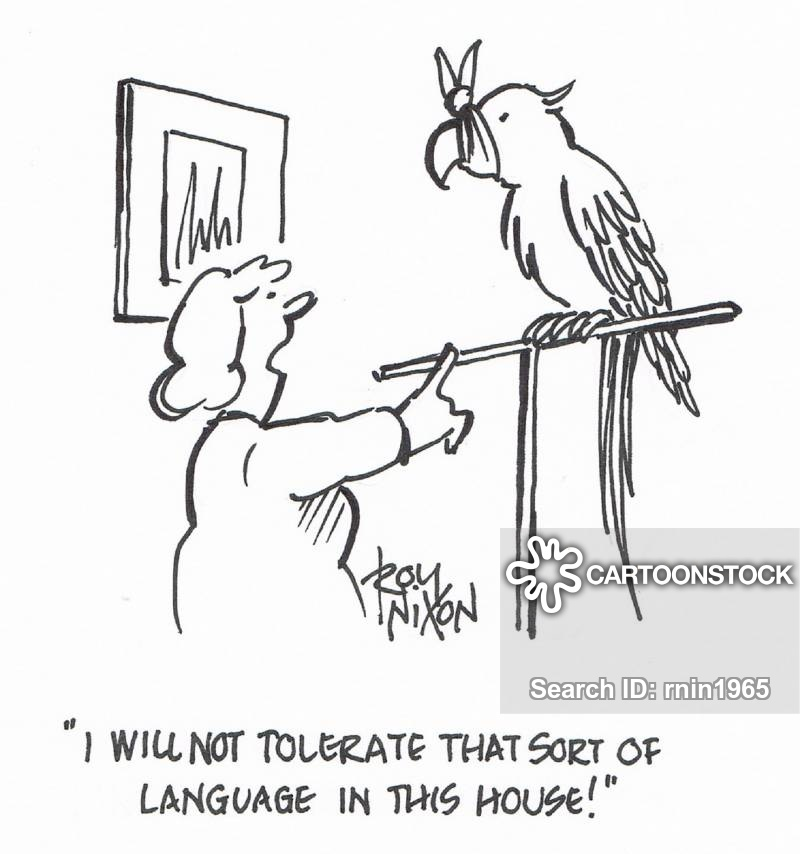 ROY
NIXON
CARTOONSTOCK
Search ID: rnin1965
"I WILL NOT TOLERATE THAT SORT OF
LANGUAGE IN THIS HOUSE!"